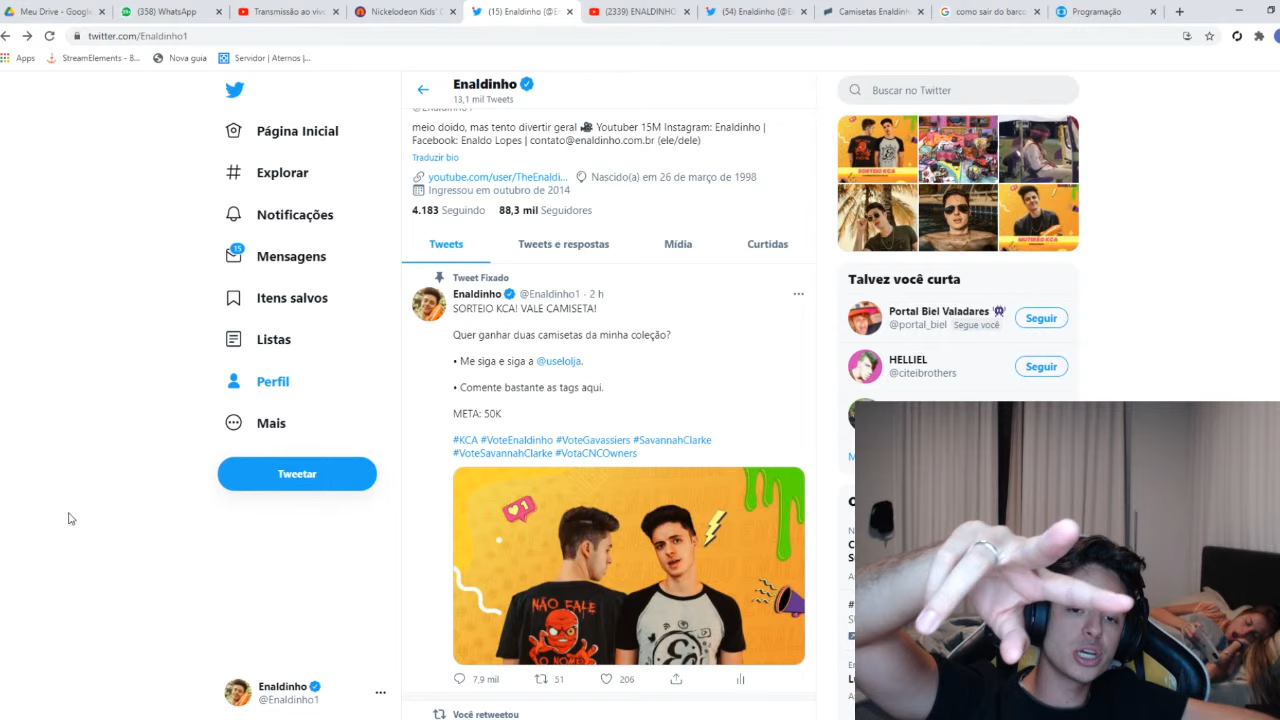 Meu Drive - Google
(358) WhatsApp
Transmissão ao viv
Nickelodeon Kids' C
(15) Enaldinho (@E
(2339) ENALDINHO
(54) Enaldinho (@E
Camisetas Enaldinh
como sair do barco
Programação
twitter.com/Enaldinho1
Apps
StreamElements - B...
Nova guia
Servidor | Aternos |...
Página Inicial
Explorar
Notificações
15
Mensagens
Itens salvos
Listas
Perfil
Mais
Tweetar
Enaldinho
@Enaldinho1
Enaldinho
13,1 mil Tweets
meio doido, mas tento divertir geral 🎥 Youtuber 15M Instagram: Enaldinho |
Facebook: Enaldo Lopes | contato@enaldinho.com.br (ele/dele)
Traduzir bio
youtube.com/user/TheEnaldi... Nascido(a) em 26 de março de 1998
Ingressou em outubro de 2014
4.183 Seguindo 88,3 mil Seguidores
Tweets Tweets e respostas Mídia Curtidas
Tweet Fixado
Enaldinho @Enaldinho1 · 2 h
SORTEIO KCA! VALE CAMISETA!
Quer ganhar duas camisetas da minha coleção?
• Me siga e siga a @uselolja.
• Comente bastante as tags aqui.
META: 50K
#KCA #VoteEnaldinho #VoteGavassiers #SavannahClarke
#VoteSavannahClarke #VotaCNCOwners
1
NÃO FALE
O NOME
7,9 mil 51 206
Você retweetou
Buscar no Twitter
SORTEIO KCA
MUTIRÃO KCA
Talvez você curta
Portal Biel Valadares
@portal_biel Segue você
Seguir
HELLIEL
@citeibrothers
Seguir